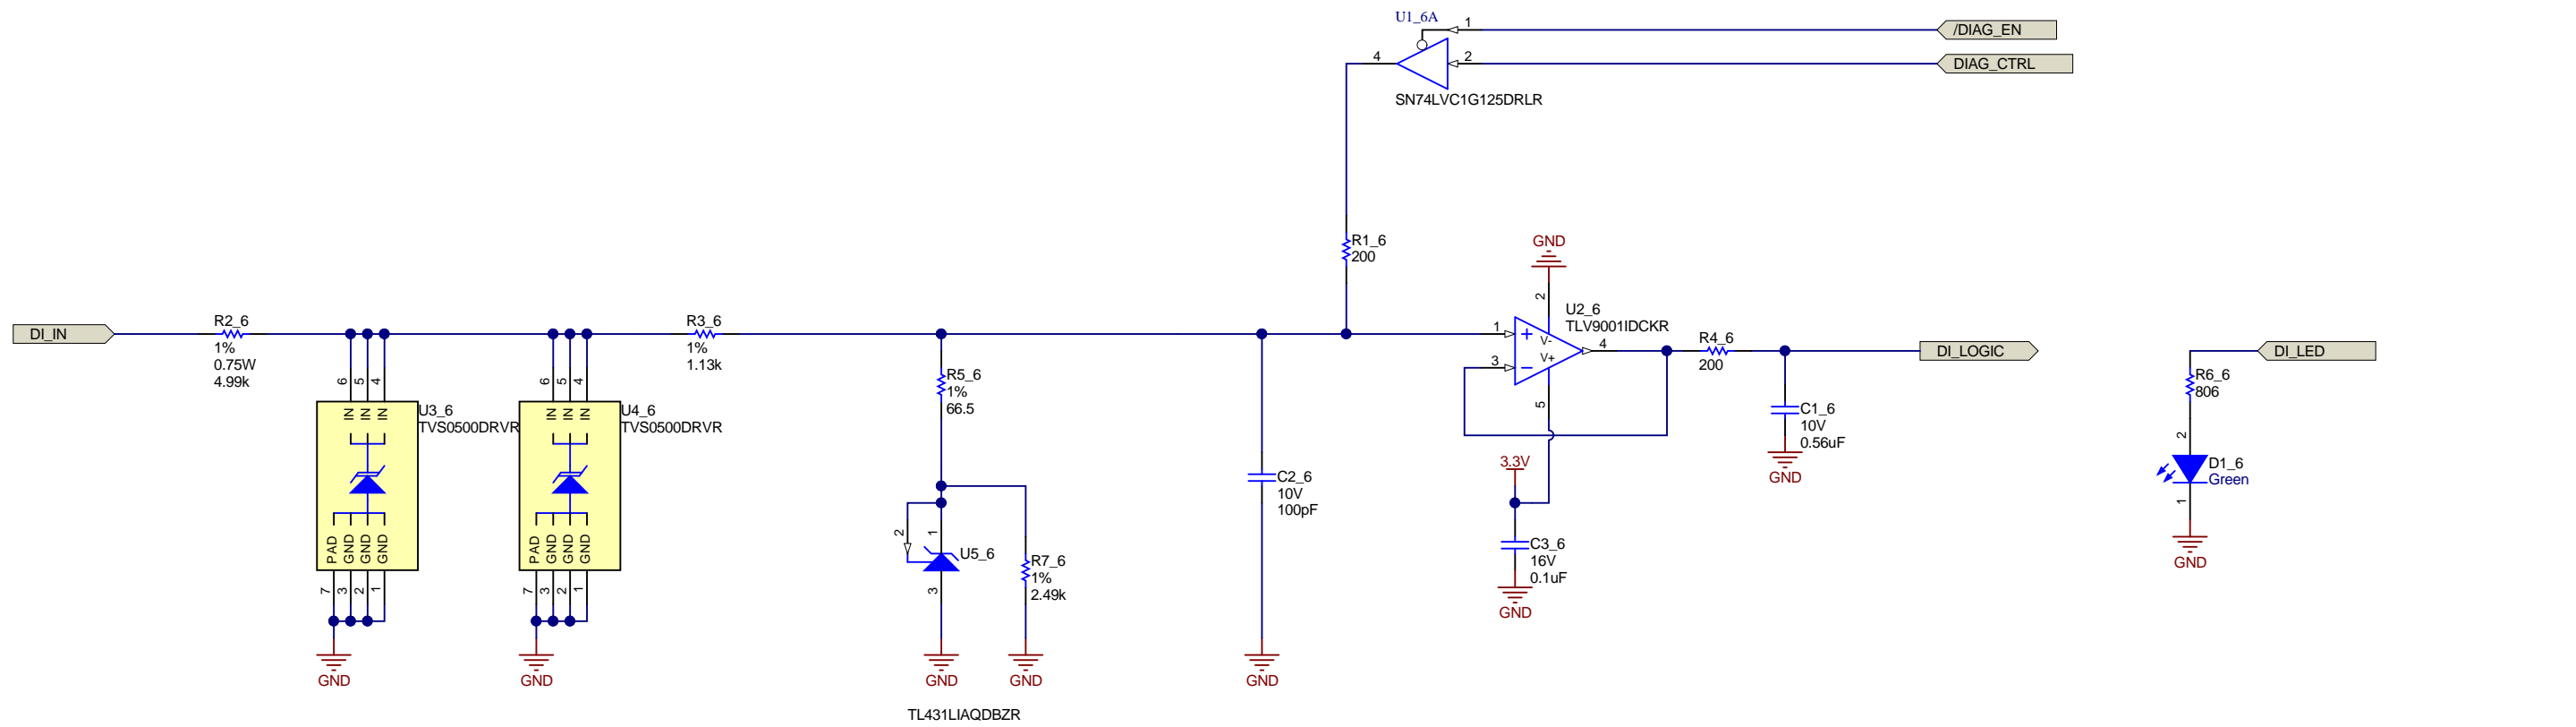 U1_6A
1
/DIAG_EN
4
2
DIAG_CTRL
SN74LVC1G125DRLR
R1_6
200
GND
2
U2_6
TLV9001IDCKR
DI_IN
R2_6
1%
0.75W
4.99k
R3_6
1%
1.13k
1
+
V-
V+
3
−
4
5
R4_6
200
DI_LOGIC
DI_LED
R6_6
806
R5_6
1%
66.5
6
5
4
IN
IN
IN
U3_6
TVS0500DRVR
PAD
GND
GND
GND
7
3
2
1
GND
6
5
4
IN
IN
IN
U4_6
TVS0500DRVR
PAD
GND
GND
GND
7
3
2
1
GND
2
1
U5_6
3
GND
R7_6
1%
2.49k
GND
TL431LIAQDBZR
C2_6
10V
100pF
GND
3.3V
C3_6
16V
0.1uF
GND
C1_6
10V
0.56uF
GND
2
D1_6
Green
1
GND